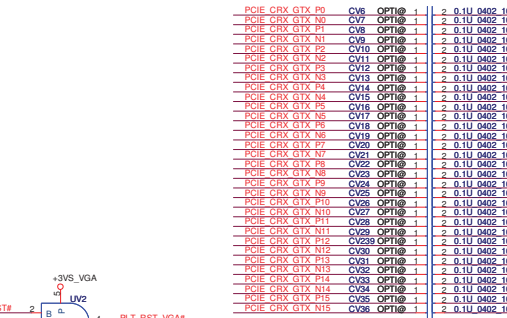 PCIE_CRX_GTX_P0 CV6 OPTI@ 1 2 0.1U_0402_1
PCIE_CRX_GTX_N0 CV7 OPTI@ 1 2 0.1U_0402_1
PCIE_CRX_GTX_P1 CV8 OPTI@ 1 2 0.1U_0402_1
PCIE_CRX_GTX_N1 CV9 OPTI@ 1 2 0.1U_0402_1
PCIE_CRX_GTX_P2 CV10 OPTI@ 1 2 0.1U_0402_1
PCIE_CRX_GTX_N2 CV11 OPTI@ 1 2 0.1U_0402_1
PCIE_CRX_GTX_P3 CV12 OPTI@ 1 2 0.1U_0402_1
PCIE_CRX_GTX_N3 CV13 OPTI@ 1 2 0.1U_0402_1
PCIE_CRX_GTX_P4 CV14 OPTI@ 1 2 0.1U_0402_1
PCIE_CRX_GTX_N4 CV15 OPTI@ 1 2 0.1U_0402_1
PCIE_CRX_GTX_P5 CV16 OPTI@ 1 2 0.1U_0402_1
PCIE_CRX_GTX_N5 CV17 OPTI@ 1 2 0.1U_0402_1
PCIE_CRX_GTX_P6 CV18 OPTI@ 1 2 0.1U_0402_1
PCIE_CRX_GTX_N6 CV19 OPTI@ 1 2 0.1U_0402_1
PCIE_CRX_GTX_P7 CV20 OPTI@ 1 2 0.1U_0402_1
PCIE_CRX_GTX_N7 CV21 OPTI@ 1 2 0.1U_0402_1
PCIE_CRX_GTX_P8 CV22 OPTI@ 1 2 0.1U_0402_1
PCIE_CRX_GTX_N8 CV23 OPTI@ 1 2 0.1U_0402_1
PCIE_CRX_GTX_P9 CV24 OPTI@ 1 2 0.1U_0402_1
PCIE_CRX_GTX_N9 CV25 OPTI@ 1 2 0.1U_0402_1
PCIE_CRX_GTX_P10 CV26 OPTI@ 1 2 0.1U_0402_1
PCIE_CRX_GTX_N10 CV27 OPTI@ 1 2 0.1U_0402_1
PCIE_CRX_GTX_P11 CV28 OPTI@ 1 2 0.1U_0402_1
PCIE_CRX_GTX_N11 CV29 OPTI@ 1 2 0.1U_0402_1
PCIE_CRX_GTX_P12 CV239 OPTI@ 1 2 0.1U_0402_1
PCIE_CRX_GTX_N12 CV30 OPTI@ 1 2 0.1U_0402_1
PCIE_CRX_GTX_P13 CV31 OPTI@ 1 2 0.1U_0402_1
PCIE_CRX_GTX_N13 CV32 OPTI@ 1 2 0.1U_0402_1
PCIE_CRX_GTX_P14 CV33 OPTI@ 1 2 0.1U_0402_1
PCIE_CRX_GTX_N14 CV34 OPTI@ 1 2 0.1U_0402_1
PCIE_CRX_GTX_P15 CV35 OPTI@ 1 2 0.1U_0402_1
PCIE_CRX_GTX_N15 CV36 OPTI@ 1 2 0.1U_0402_1
+3VS_VGA
5
UV2
ST# 2 B P
PLT_RST_VGA#